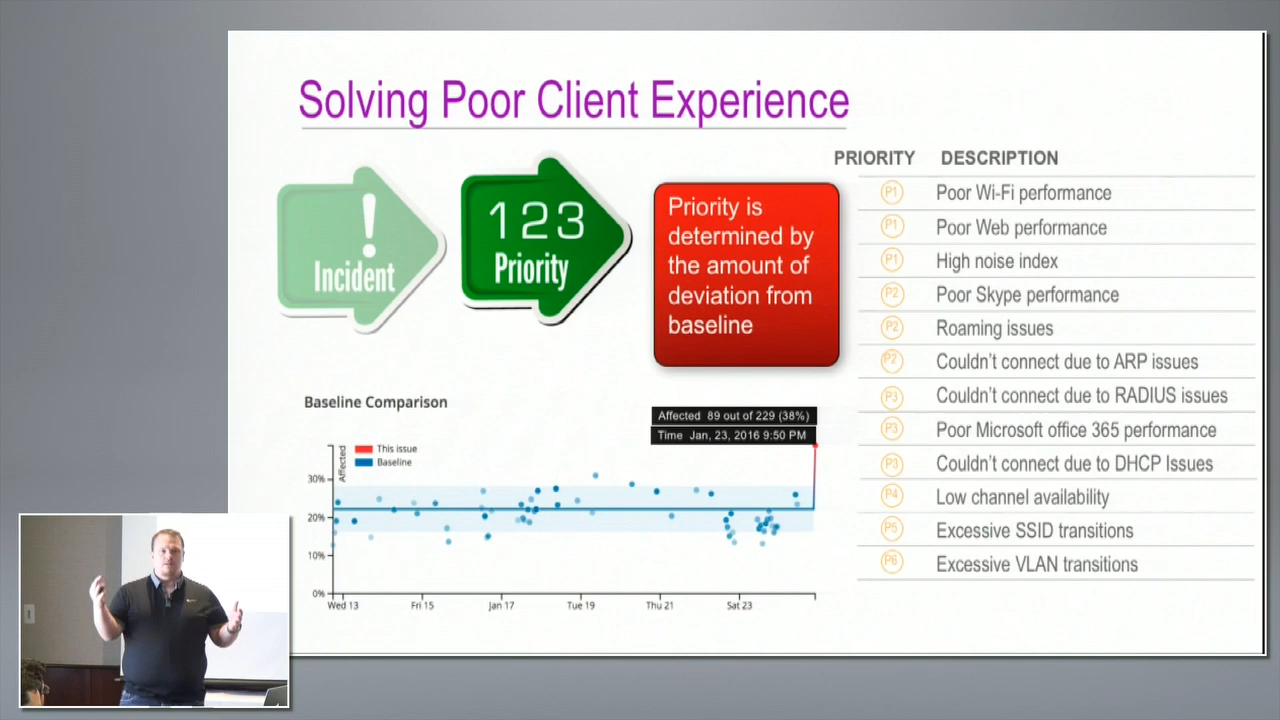 Solving Poor Client Experience
!
Incident
1 2 3
Priority
Priority is
determined by
the amount of
deviation from
baseline
PRIORITY DESCRIPTION
P1 Poor Wi-Fi performance
P1 Poor Web performance
P1 High noise index
P2 Poor Skype performance
P2 Roaming issues
P2 Couldn't connect due to ARP issues
P3 Couldn't connect due to RADIUS issues
P3 Poor Microsoft office 365 performance
P3 Couldn't connect due to DHCP Issues
P4 Low channel availability
P5 Excessive SSID transitions
P6 Excessive VLAN transitions
Baseline Comparison
Affected 89 out of 229 (38%)
Time Jan, 23, 2016 9:50 PM
Affected
This issue
Baseline
30%
20%
10%
0%
Wed 13 Fri 15 Jan 17 Tue 19 Thu 21 Sat 23